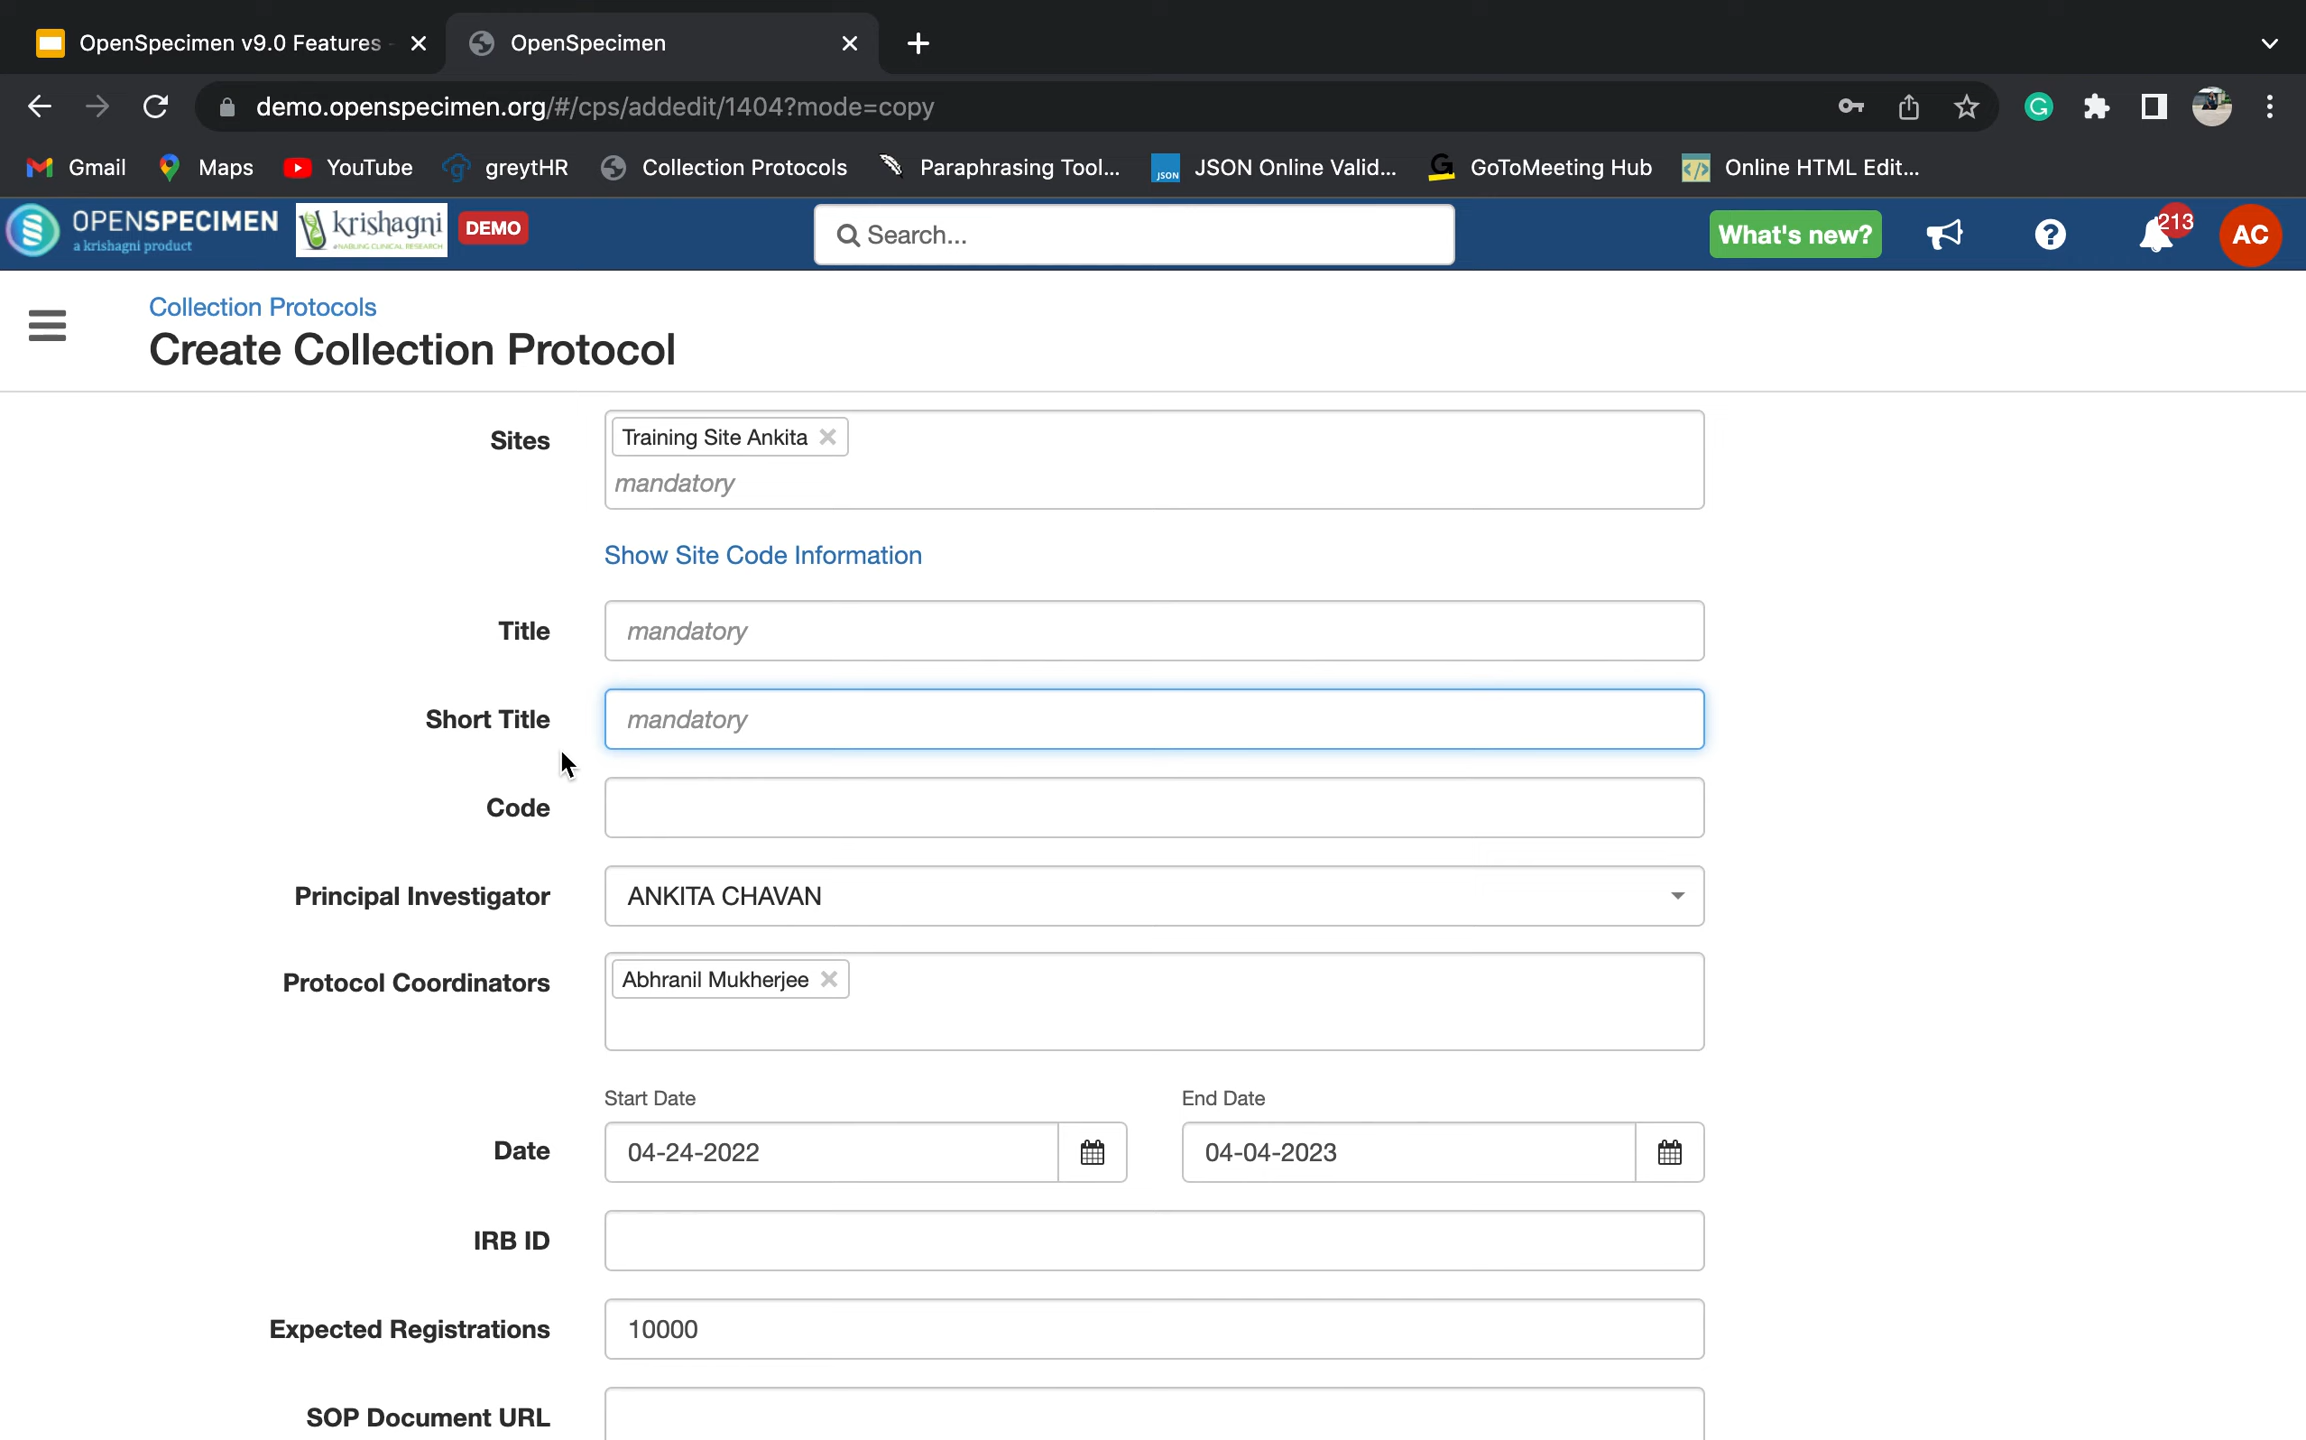 OpenSpecimen v9.0 Features -
OpenSpecimen
demo.openspecimen.org/#/cps/addedit/1404?mode=copy
Gmail Maps YouTube greytHR Collection Protocols Paraphrasing Tool... JSON Online Valid... GoToMeeting Hub Online HTML Edit...
OPENSPECIMEN
a krishagni product
krishagni
ENABLING CLINICAL RESEARCH
DEMO
Search...
What's new?
213
AC
Collection Protocols
Create Collection Protocol
Sites
Training Site Ankita
mandatory
Show Site Code Information
Title
mandatory
Short Title
mandatory
Code
Principal Investigator
ANKITA CHAVAN
Protocol Coordinators
Abhranil Mukherjee
Start Date
End Date
Date
04-24-2022
04-04-2023
IRB ID
Expected Registrations
10000
SOP Document URL